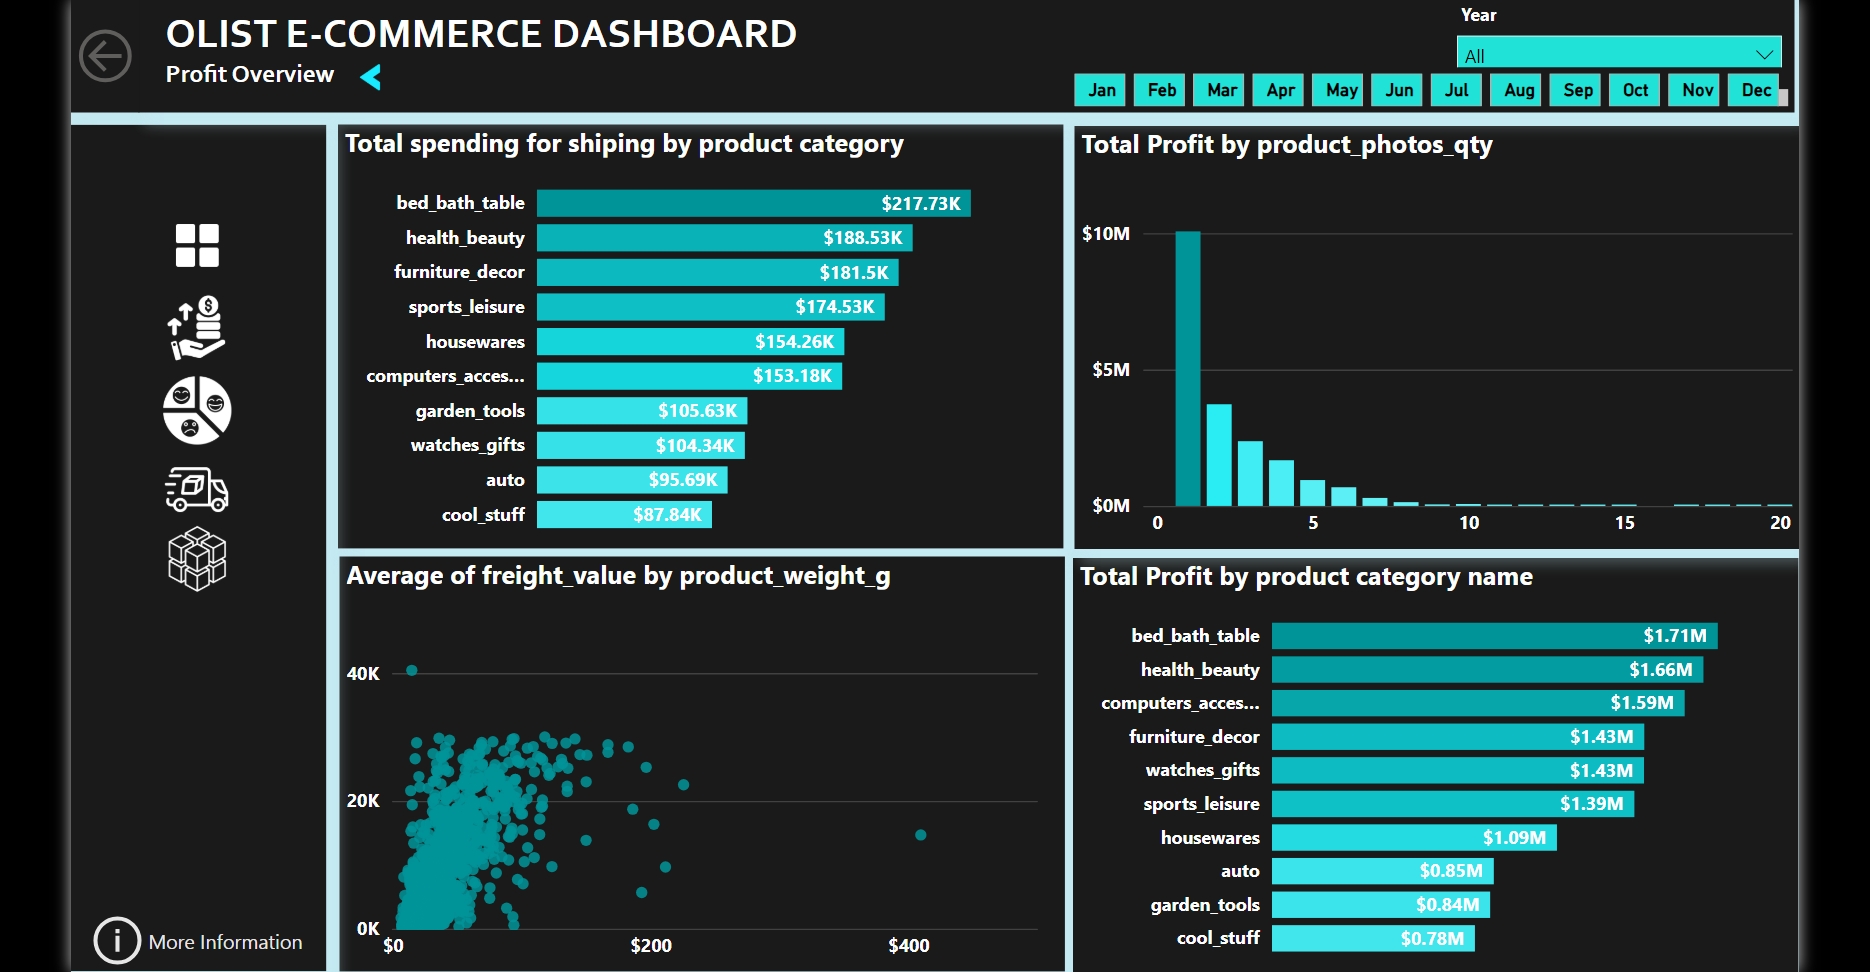 OLIST E-COMMERCE DASHBOARD
Profit Overview
Year
All
Jan Feb Mar Apr May Jun Jul Aug Sep Oct Nov Dec
Total spending for shiping by product category
bed_bath_table $217.73K
health_beauty $188.53K
furniture_decor $181.5K
sports_leisure $174.53K
housewares $154.26K
computers_acces... $153.18K
garden_tools $105.63K
watches_gifts $104.34K
auto $95.69K
cool_stuff $87.84K
Total Profit by product_photos_qty
$10M
$5M
$0M
0 5 10 15 20
Average of freight_value by product_weight_g
40K
20K
0K
$0 $200 $400
Total Profit by product category name
bed_bath_table $1.71M
health_beauty $1.66M
computers_acces... $1.59M
furniture_decor $1.43M
watches_gifts $1.43M
sports_leisure $1.39M
housewares $1.09M
auto $0.85M
garden_tools $0.84M
cool_stuff $0.78M
i More Information